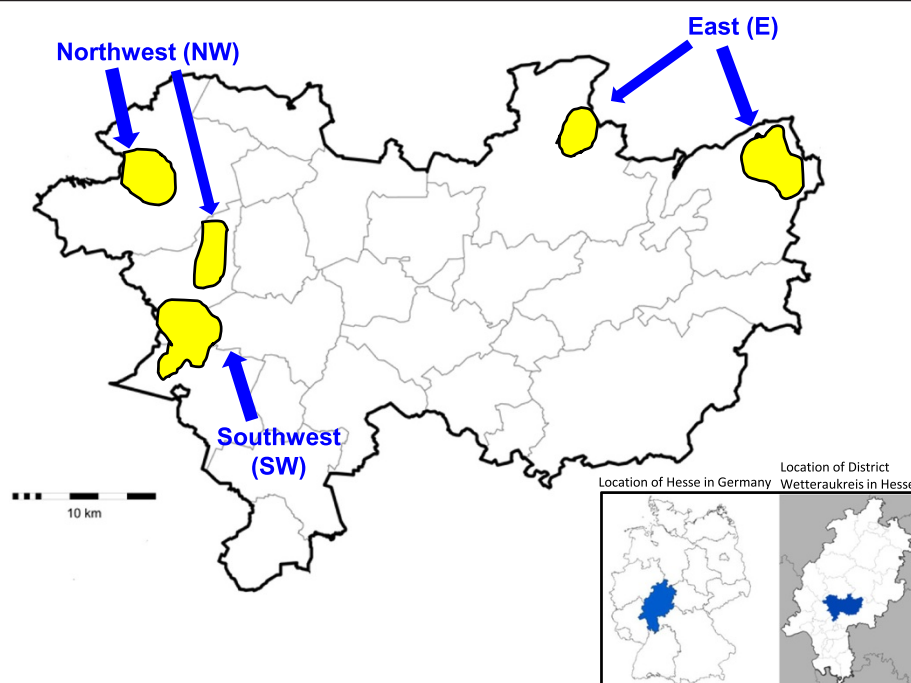 East (E)
Northwest (NW)
Southwest
(SW)
10 km
Location of Hesse in Germany
Location of District
Wetteraukreis in Hesse